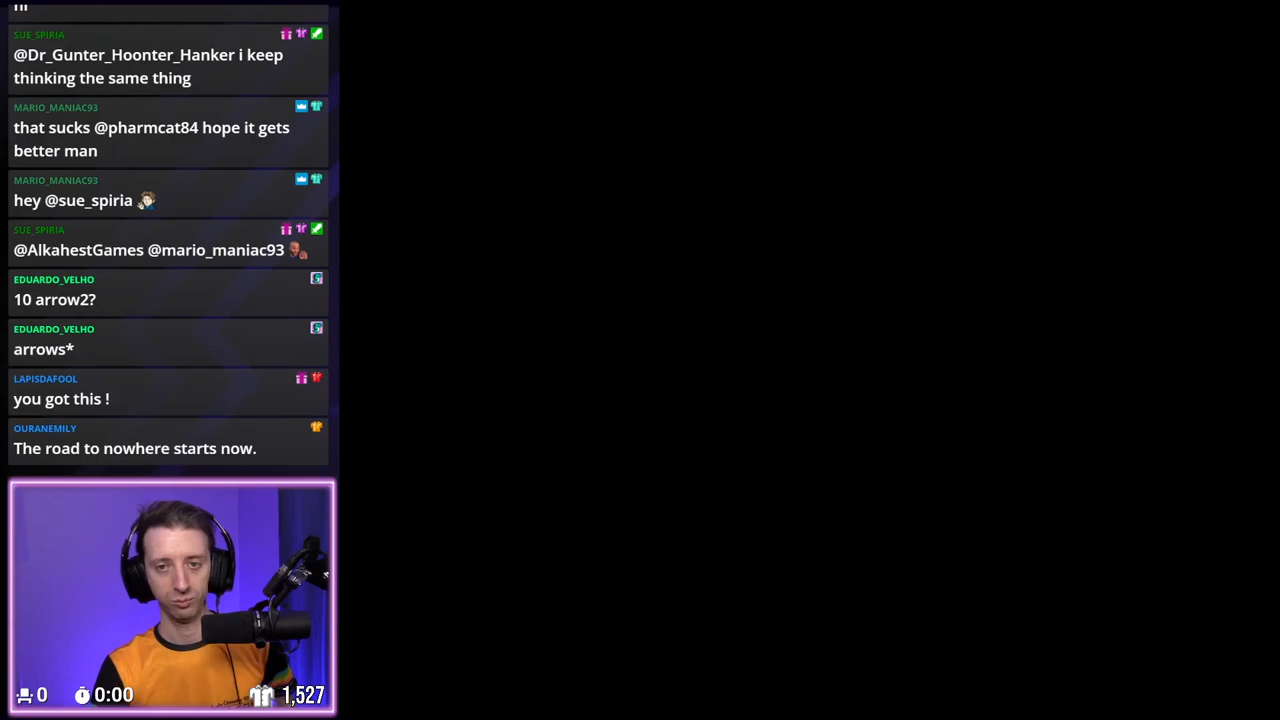 SUE_SPIRIA
@Dr_Gunter_Hoonter_Hanker i keep
thinking the same thing
MARIO_MANIAC93
that sucks @pharmcat84 hope it gets
better man
MARIO_MANIAC93
hey @sue_spiria
SUE_SPIRIA
@AlkahestGames @mario_maniac93
EDUARDO_VELHO
10 arrow2?
EDUARDO_VELHO
arrows*
LAPISDAFOOL
you got this !
OURANEMILY
The road to nowhere starts now.
0 0:00 1,527